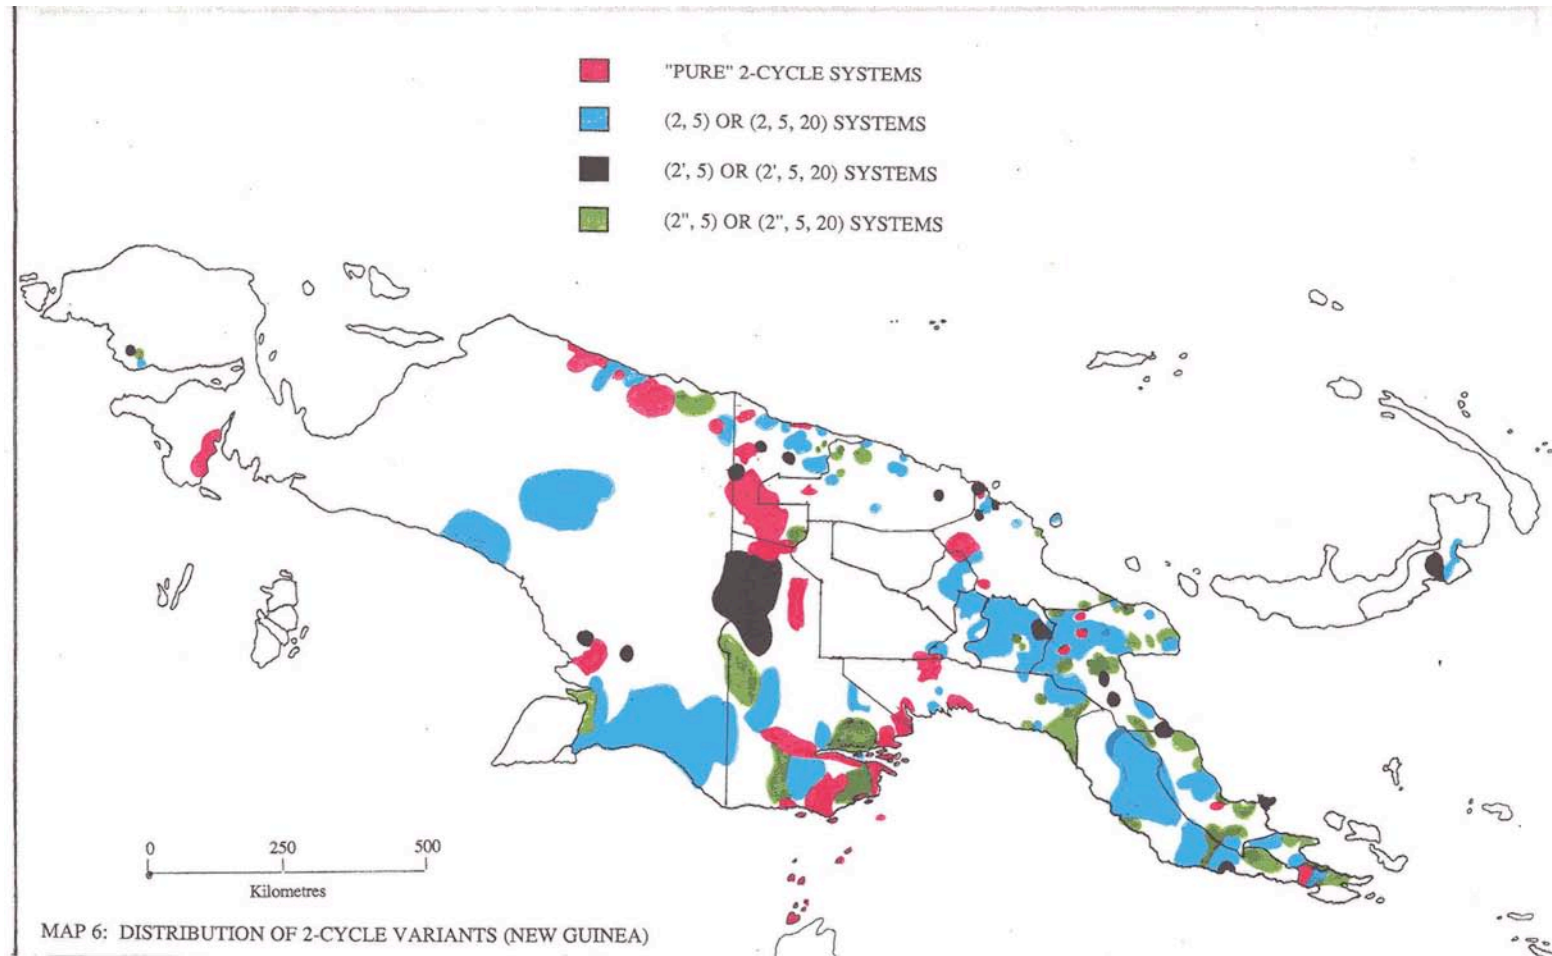 "PURE" 2-CYCLE SYSTEMS
(2, 5) OR (2, 5, 20) SYSTEMS
(2', 5) OR (2', 5, 20) SYSTEMS
(2", 5) OR (2", 5, 20) SYSTEMS
0 250 500
Kilometres
MAP 6: DISTRIBUTION OF 2-CYCLE VARIANTS (NEW GUINEA)